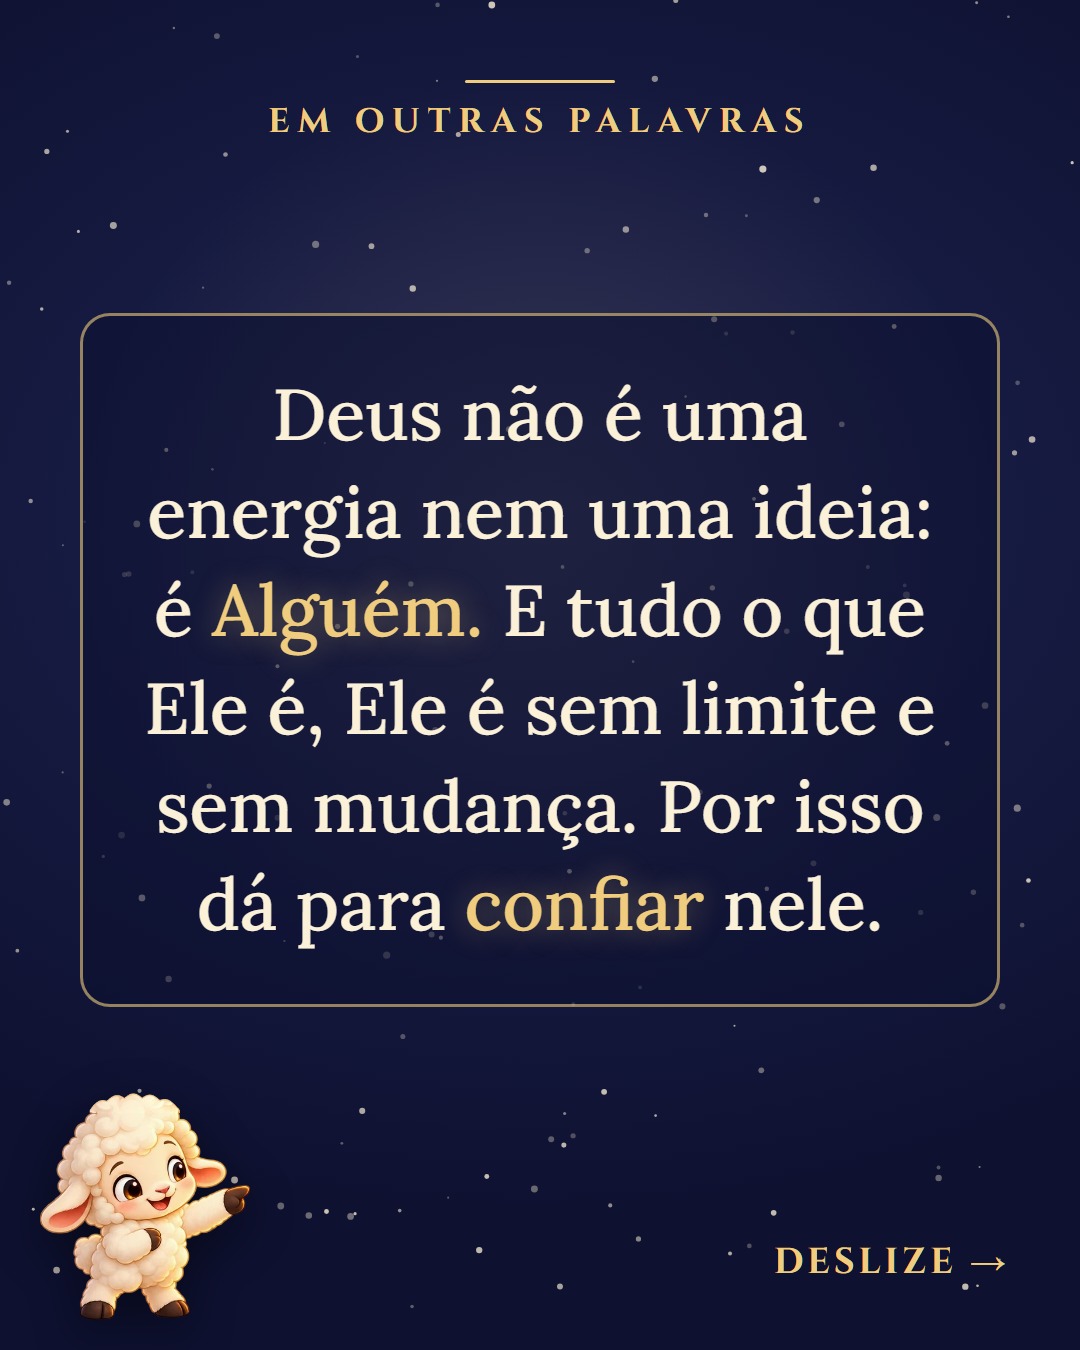 EM OUTRAS PALAVRAS
Deus não é uma
energia nem uma ideia:
é Alguém. E tudo o que
Ele é, Ele é sem limite e
sem mudança. Por isso
dá para confiar nele.
DESLIZE →